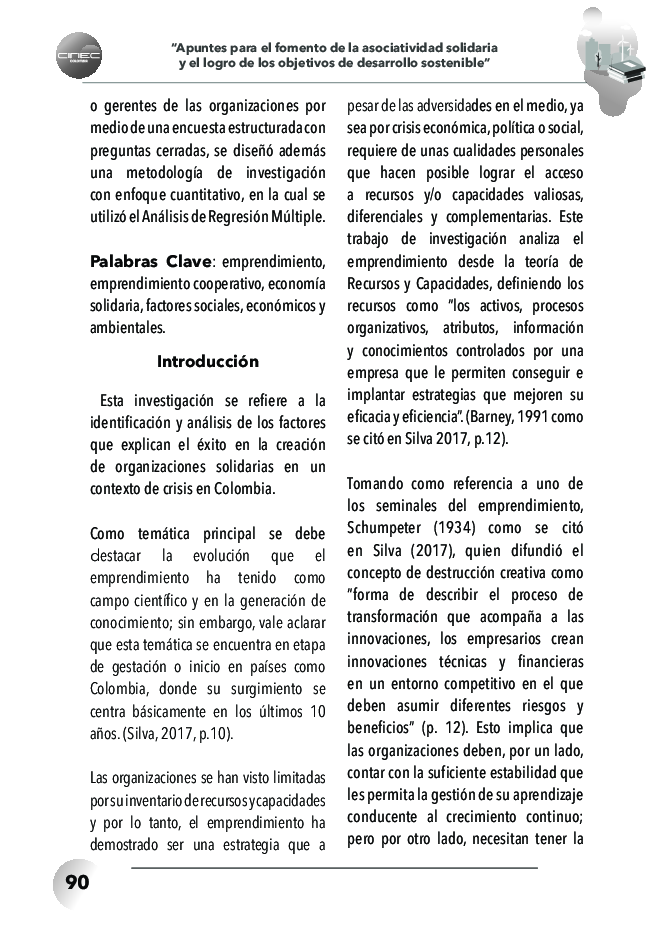 CINEC
COLOMBIA
“Apuntes para el fomento de la asociatividad solidaria
y el logro de los objetivos de desarrollo sostenible”
o gerentes de las organizaciones por
medio de una encuesta estructurada con
preguntas cerradas, se diseñó además
una metodología de investigación
con enfoque cuantitativo, en la cual se
utilizó el Análisis de Regresión Múltiple.
Palabras Clave: emprendimiento,
emprendimiento cooperativo, economía
solidaria, factores sociales, económicos y
ambientales.
Introducción
Esta investigación se refiere a la
identificación y análisis de los factores
que explican el éxito en la creación
de organizaciones solidarias en un
contexto de crisis en Colombia.
Como temática principal se debe
destacar la evolución que el
emprendimiento ha tenido como
campo científico y en la generación de
conocimiento; sin embargo, vale aclarar
que esta temática se encuentra en etapa
de gestación o inicio en países como
Colombia, donde su surgimiento se
centra básicamente en los últimos 10
años. (Silva, 2017, p.10).
Las organizaciones se han visto limitadas
por su inventario de recursos y capacidades
y por lo tanto, el emprendimiento ha
demostrado ser una estrategia que a
pesar de las adversidades en el medio, ya
sea por crisis económica, política o social,
requiere de unas cualidades personales
que hacen posible lograr el acceso
a recursos y/o capacidades valiosas,
diferenciales y complementarias. Este
trabajo de investigación analiza el
emprendimiento desde la teoría de
Recursos y Capacidades, definiendo los
recursos como “los activos, procesos
organizativos, atributos, información
y conocimientos controlados por una
empresa que le permiten conseguir e
implantar estrategias que mejoren su
eficacia y eficiencia”. (Barney, 1991 como
se citó en Silva 2017, p.12).
Tomando como referencia a uno de
los seminales del emprendimiento,
Schumpeter (1934) como se citó
en Silva (2017), quien difundió el
concepto de destrucción creativa como
“forma de describir el proceso de
transformación que acompaña a las
innovaciones, los empresarios crean
innovaciones técnicas y financieras
en un entorno competitivo en el que
deben asumir diferentes riesgos y
beneficios” (p. 12). Esto implica que
las organizaciones deben, por un lado,
contar con la suficiente estabilidad que
les permita la gestión de su aprendizaje
conducente al crecimiento continuo;
pero por otro lado, necesitan tener la
90